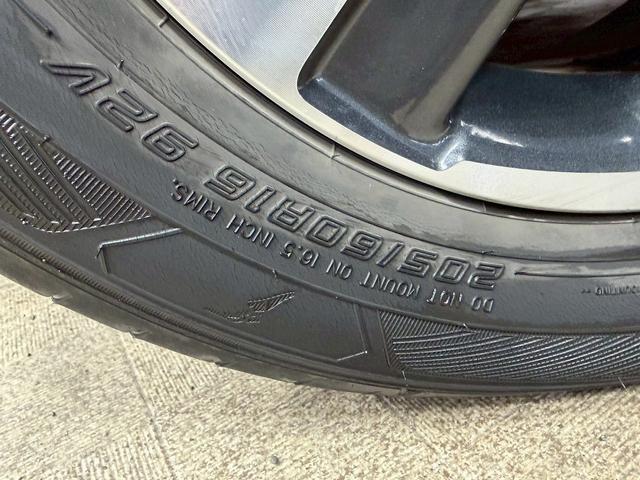 205/60R16 92V
DO NOT MOUNT ON 16.5 INCH RIMS.